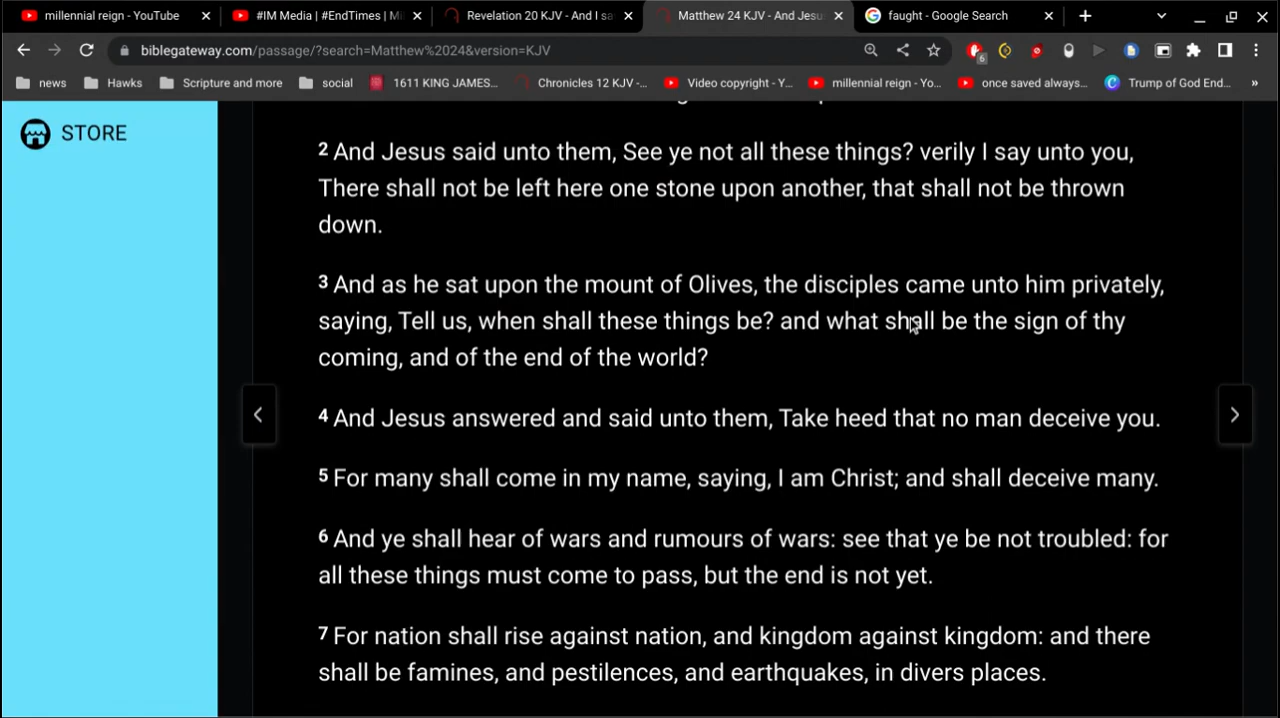 millennial reign - YouTube
#IM Media | #EndTimes | Mi
Revelation 20 KJV - And I sa
Matthew 24 KJV - And Jesu
faught - Google Search
biblegateway.com/passage/?search=Matthew%2024&version=KJV
6
news
Hawks
Scripture and more
social
1611 KING JAMES...
Chronicles 12 KJV -...
Video copyright - Y...
millennial reign - Yo...
once saved always...
Trump of God End...
»
STORE
2 And Jesus said unto them, See ye not all these things? verily I say unto you,
There shall not be left here one stone upon another, that shall not be thrown
down.
3 And as he sat upon the mount of Olives, the disciples came unto him privately,
saying, Tell us, when shall these things be? and what shall be the sign of thy
coming, and of the end of the world?
4 And Jesus answered and said unto them, Take heed that no man deceive you.
5 For many shall come in my name, saying, I am Christ; and shall deceive many.
6 And ye shall hear of wars and rumours of wars: see that ye be not troubled: for
all these things must come to pass, but the end is not yet.
7 For nation shall rise against nation, and kingdom against kingdom: and there
shall be famines, and pestilences, and earthquakes, in divers places.